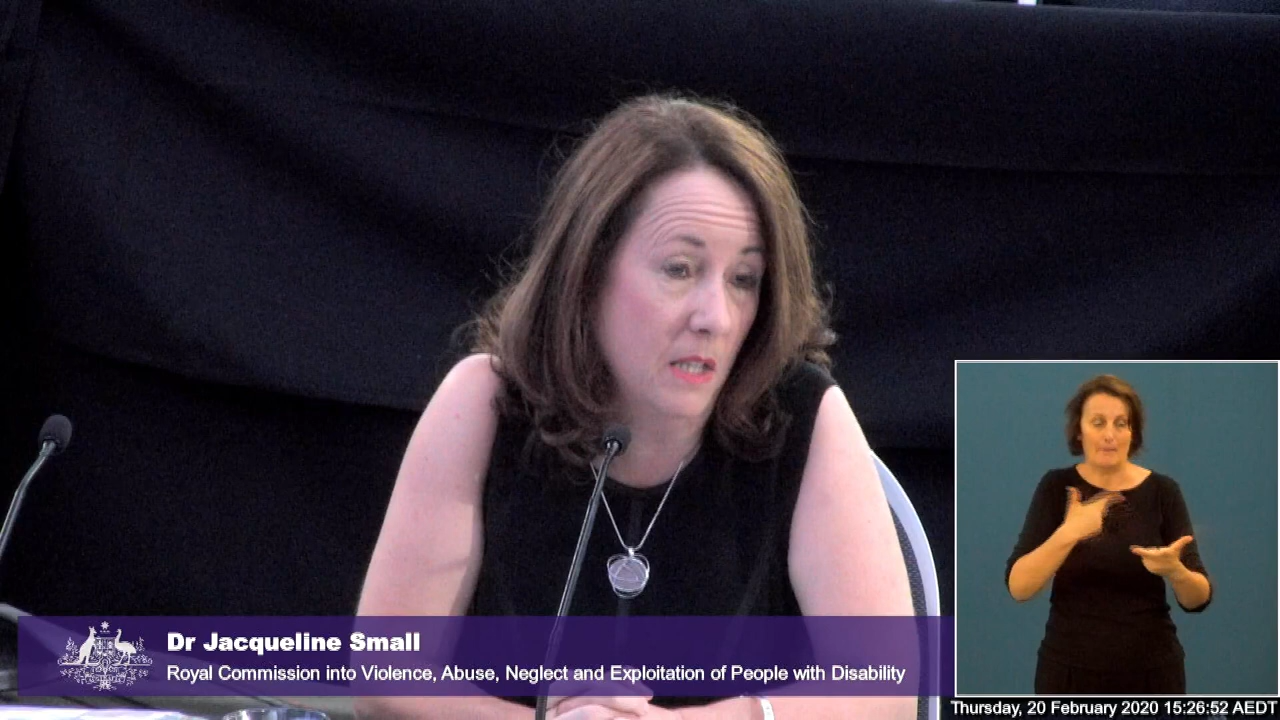 Dr Jacqueline Small
Royal Commission into Violence, Abuse, Neglect and Exploitation of People with Disability
Thursday, 20 February 2020 15:26:52 AEDT